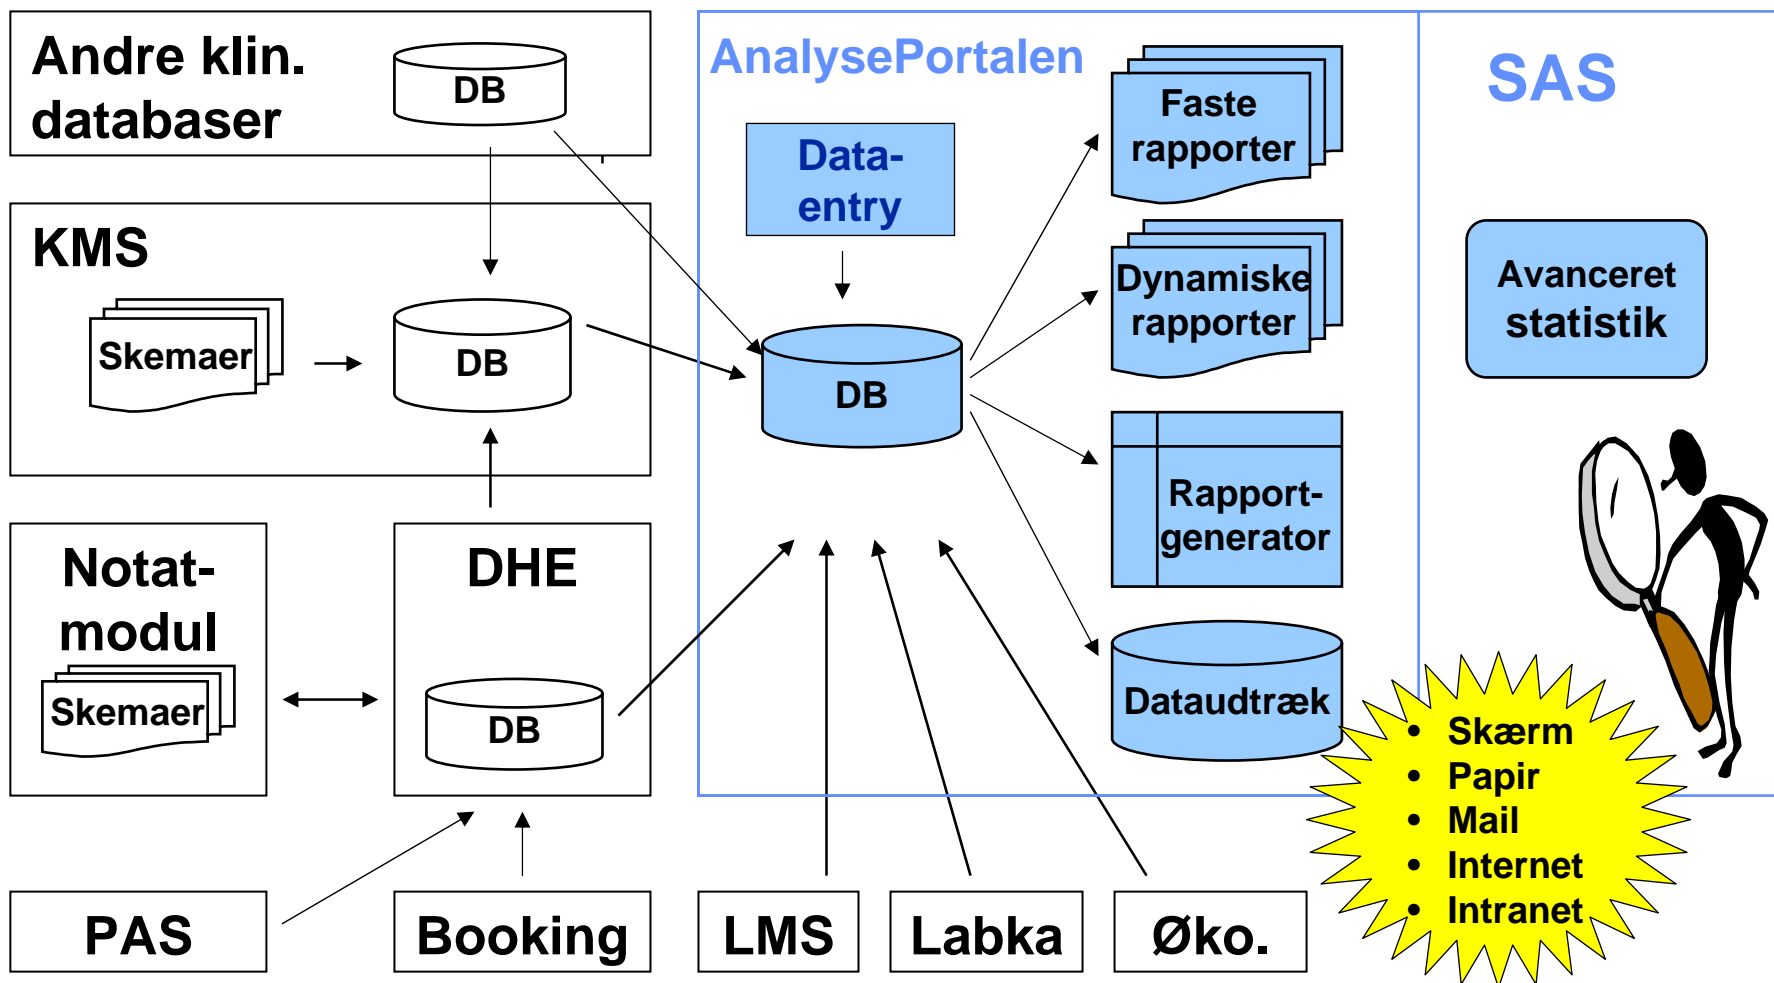 Andre klin.
databaser
DB
KMS
Skemaer
DB
Notat-
modul
Skemaer
DHE
DB
PAS
Booking
LMS
Labka
Øko.
AnalysePortalen
Data-
entry
DB
Faste
rapporter
Dynamiske
rapporter
Rapport-
generator
Dataudtræk
SAS
Avanceret
statistik
• Skærm
• Papir
• Mail
• Internet
• Intranet